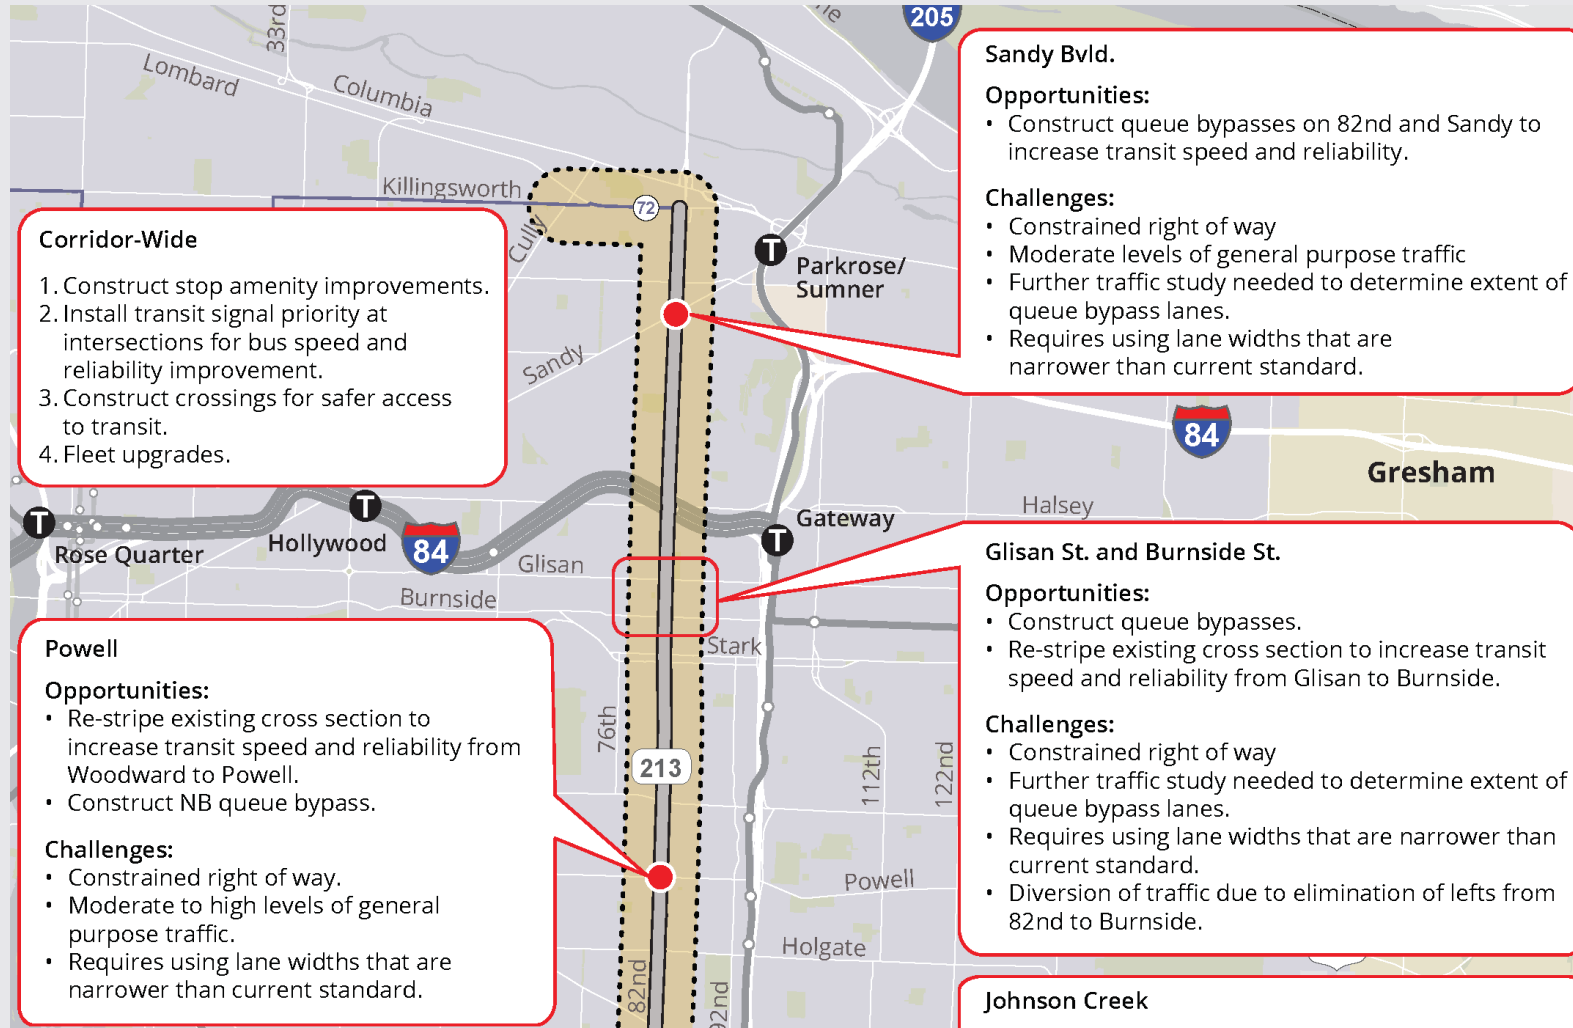 33rd
ne
205
Lombard
Columbia
Killingsworth
72
Cully
Sandy
T
Parkrose/
Sumner
Corridor-Wide
1. Construct stop amenity improvements.
2. Install transit signal priority at
intersections for bus speed and
reliability improvement.
3. Construct crossings for safer access
to transit.
4. Fleet upgrades.
Sandy Bvld.
Opportunities:
• Construct queue bypasses on 82nd and Sandy to
increase transit speed and reliability.
Challenges:
• Constrained right of way
• Moderate levels of general purpose traffic
• Further traffic study needed to determine extent of
queue bypass lanes.
• Requires using lane widths that are
narrower than current standard.
84
Gresham
Halsey
T
Rose Quarter
T
Hollywood
84
T
Gateway
Glisan
Burnside
Stark
Glisan St. and Burnside St.
Opportunities:
• Construct queue bypasses.
• Re-stripe existing cross section to increase transit
speed and reliability from Glisan to Burnside.
Challenges:
• Constrained right of way
• Further traffic study needed to determine extent of
queue bypass lanes.
• Requires using lane widths that are narrower than
current standard.
• Diversion of traffic due to elimination of lefts from
82nd to Burnside.
Powell
Opportunities:
• Re-stripe existing cross section to
increase transit speed and reliability from
Woodward to Powell.
• Construct NB queue bypass.
Challenges:
• Constrained right of way.
• Moderate to high levels of general
purpose traffic.
• Requires using lane widths that are
narrower than current standard.
76th
213
112th
122nd
Powell
Holgate
82nd
92nd
Johnson Creek